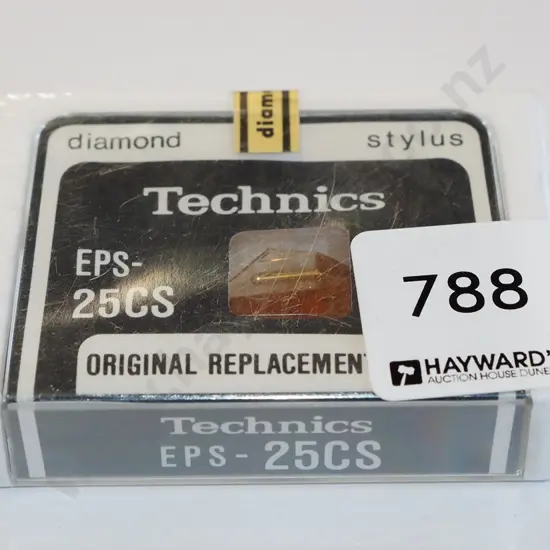 diam
diamond stylus
Technics
EPS-
25CS
ORIGINAL REPLACEMENT
788
HAYWARD'
AUCTION HOUSE DUNE
Technics
EPS - 25CS